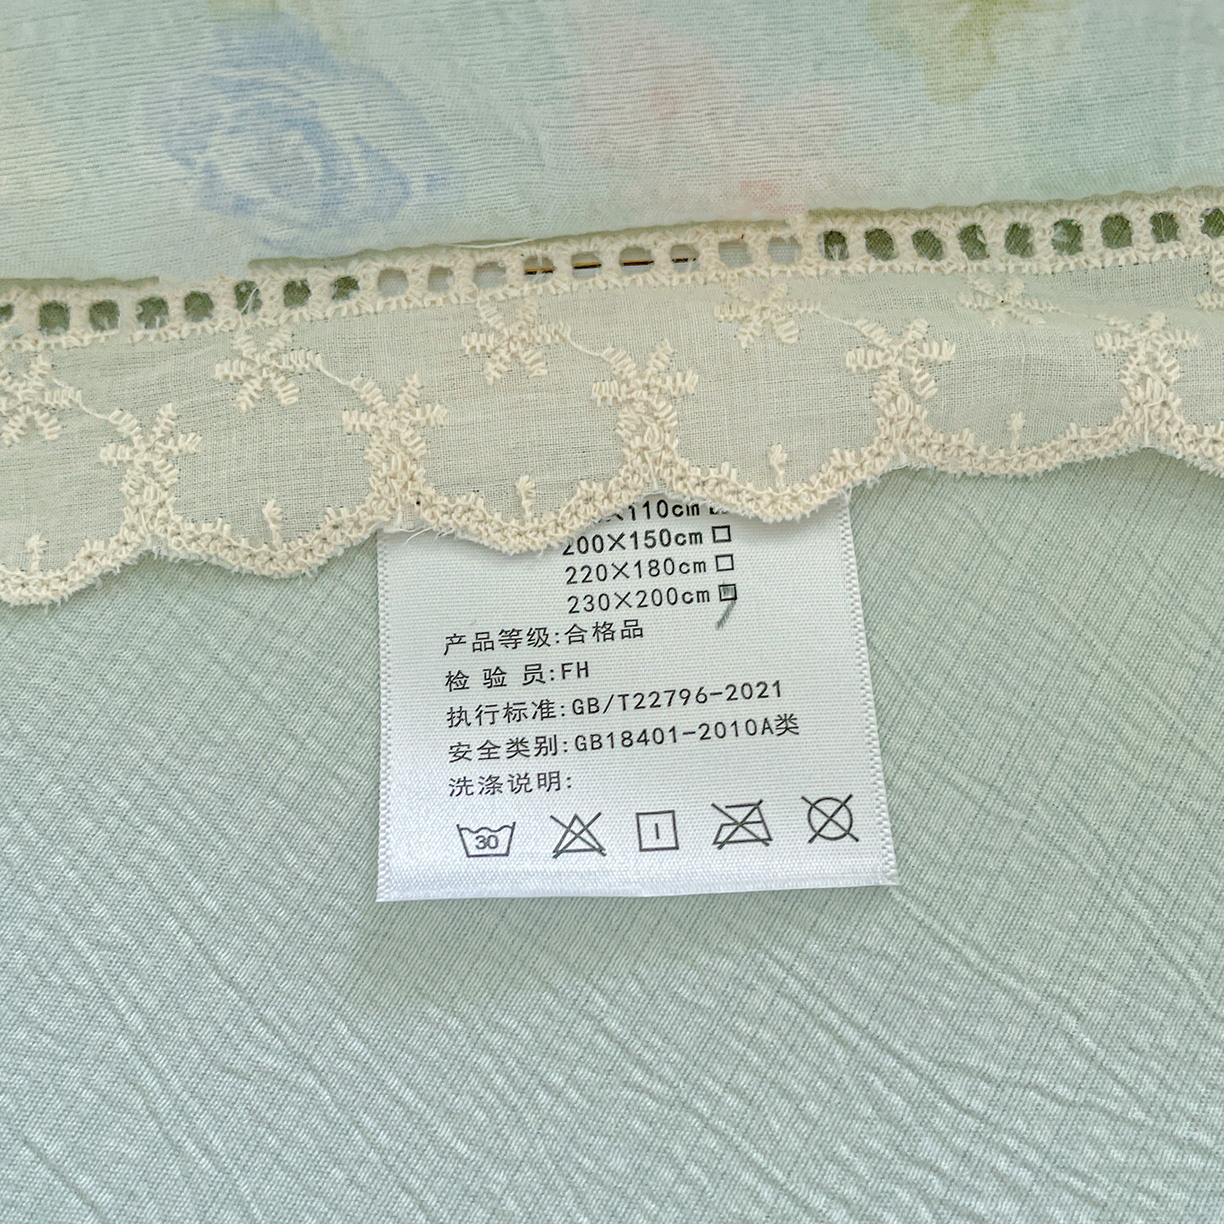 ×110cm
200×150cm
220×180cm
230×200cm
产品等级:合格品
检 验 员:FH
执行标准:GB/T22796-2021
安全类别:GB18401-2010A类
洗涤说明:
30